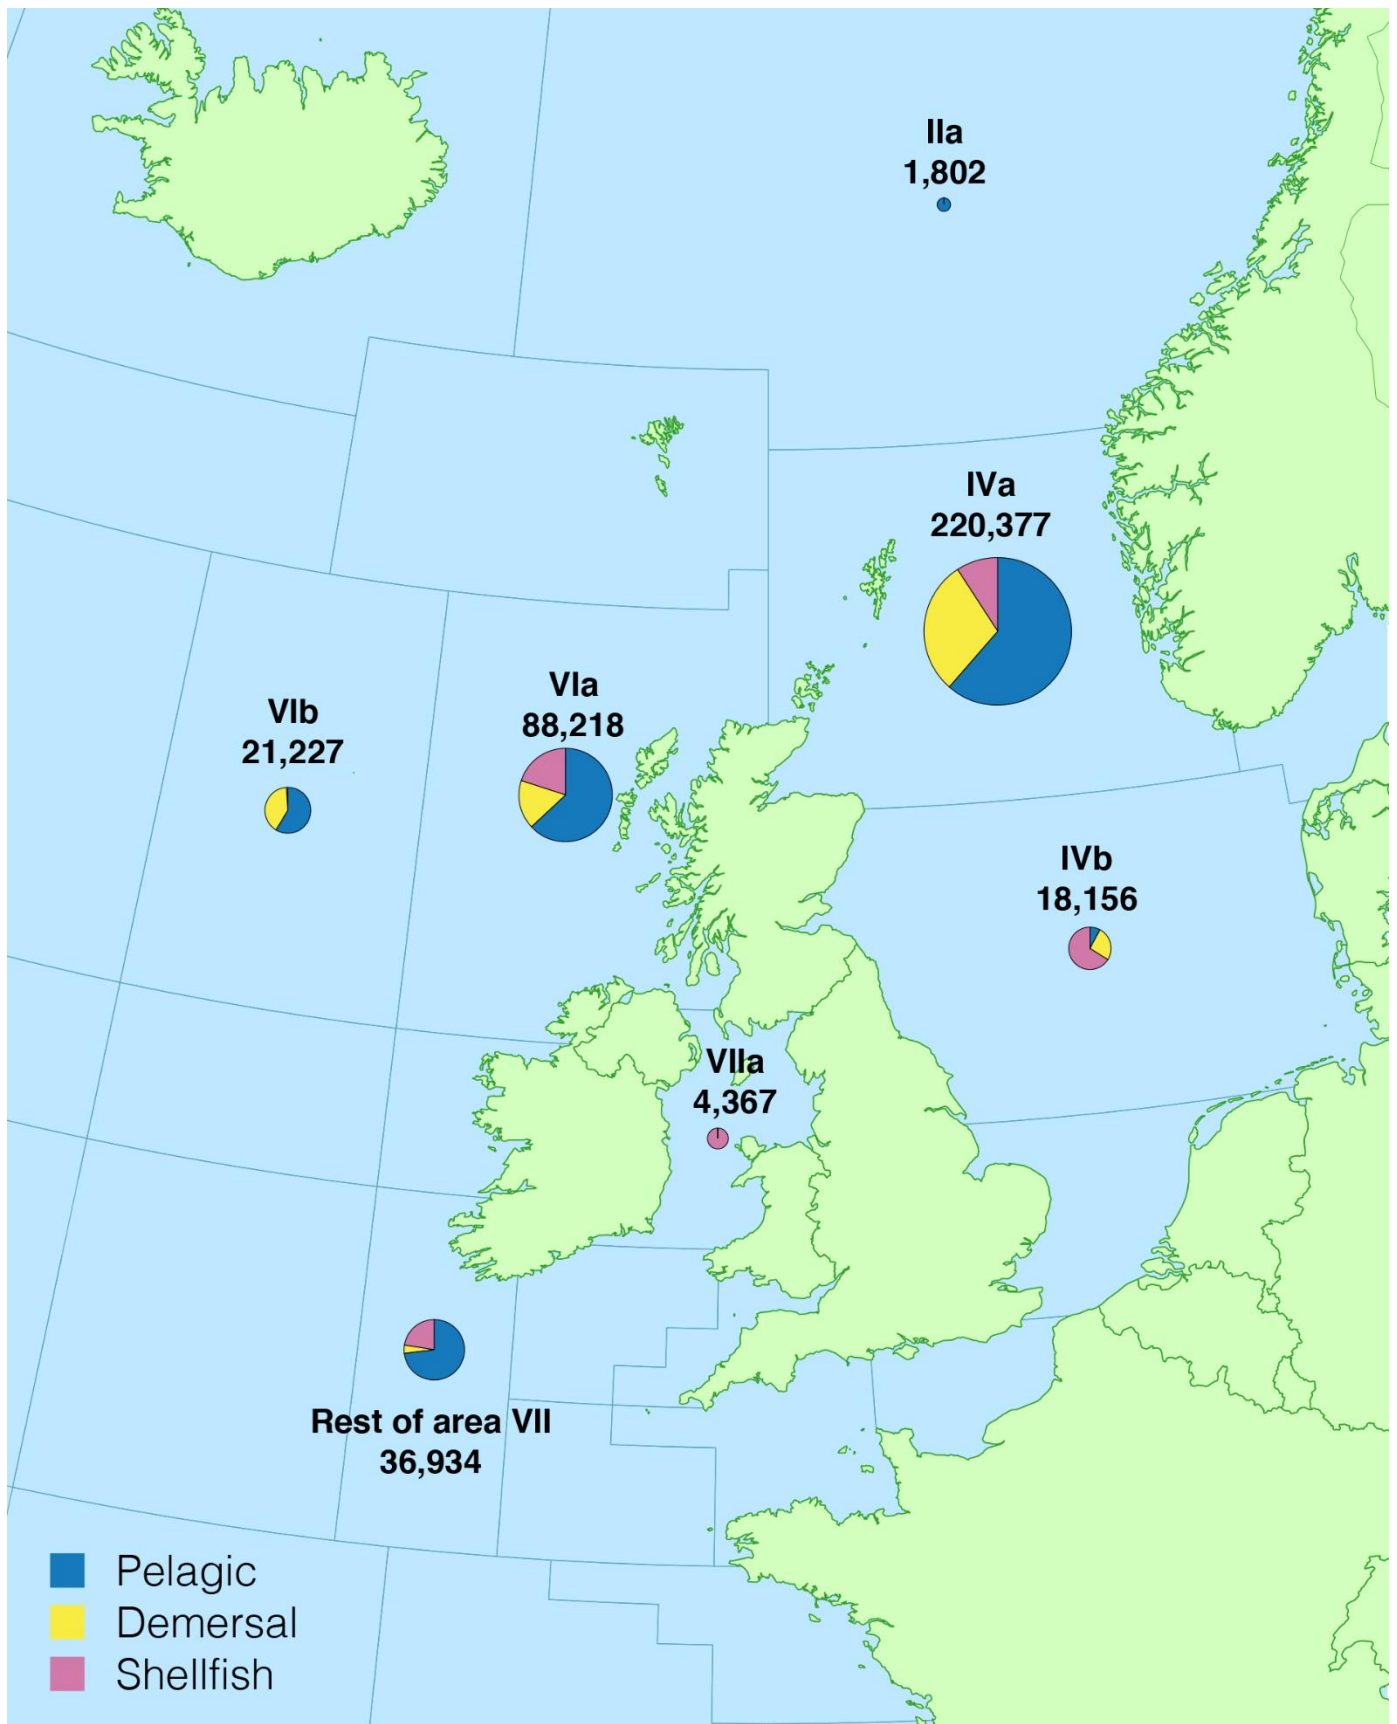 IIa
1,802
IVa
220,377
VIa
88,218
VIb
21,227
IVb
18,156
VIIa
4,367
Rest of area VII
36,934
Pelagic
Demersal
Shellfish